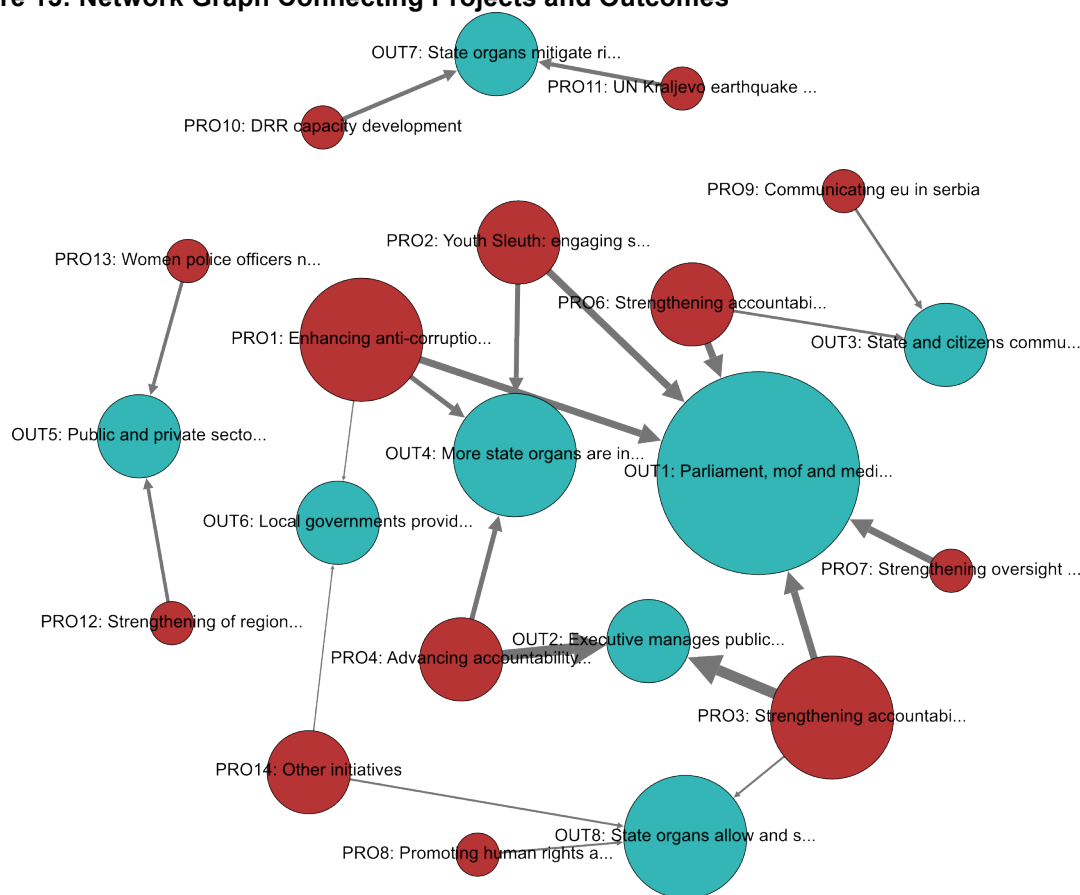 re 15: Network Graph Connecting Projects and Outcomes
OUT7: State organs mitigate ri...
PRO11: UN Kraljevo earthquake ...
PRO10: DRR capacity development
PRO9: Communicating eu in serbia
PRO2: Youth Sleuth: engaging s...
PRO13: Women police officers n...
PRO6: Strengthening accountabi...
PRO1: Enhancing anti-corruptio...
OUT3: State and citizens commu...
OUT5: Public and private secto...
OUT4: More state organs are in...
OUT1: Parliament, mof and medi...
OUT6: Local governments provid...
PRO7: Strengthening oversight ...
PRO12: Strengthening of region...
OUT2: Executive manages public...
PRO4: Advancing accountability...
PRO3: Strengthening accountabi...
PRO14: Other initiatives
OUT8: State organs allow and s...
PRO8: Promoting human rights a...